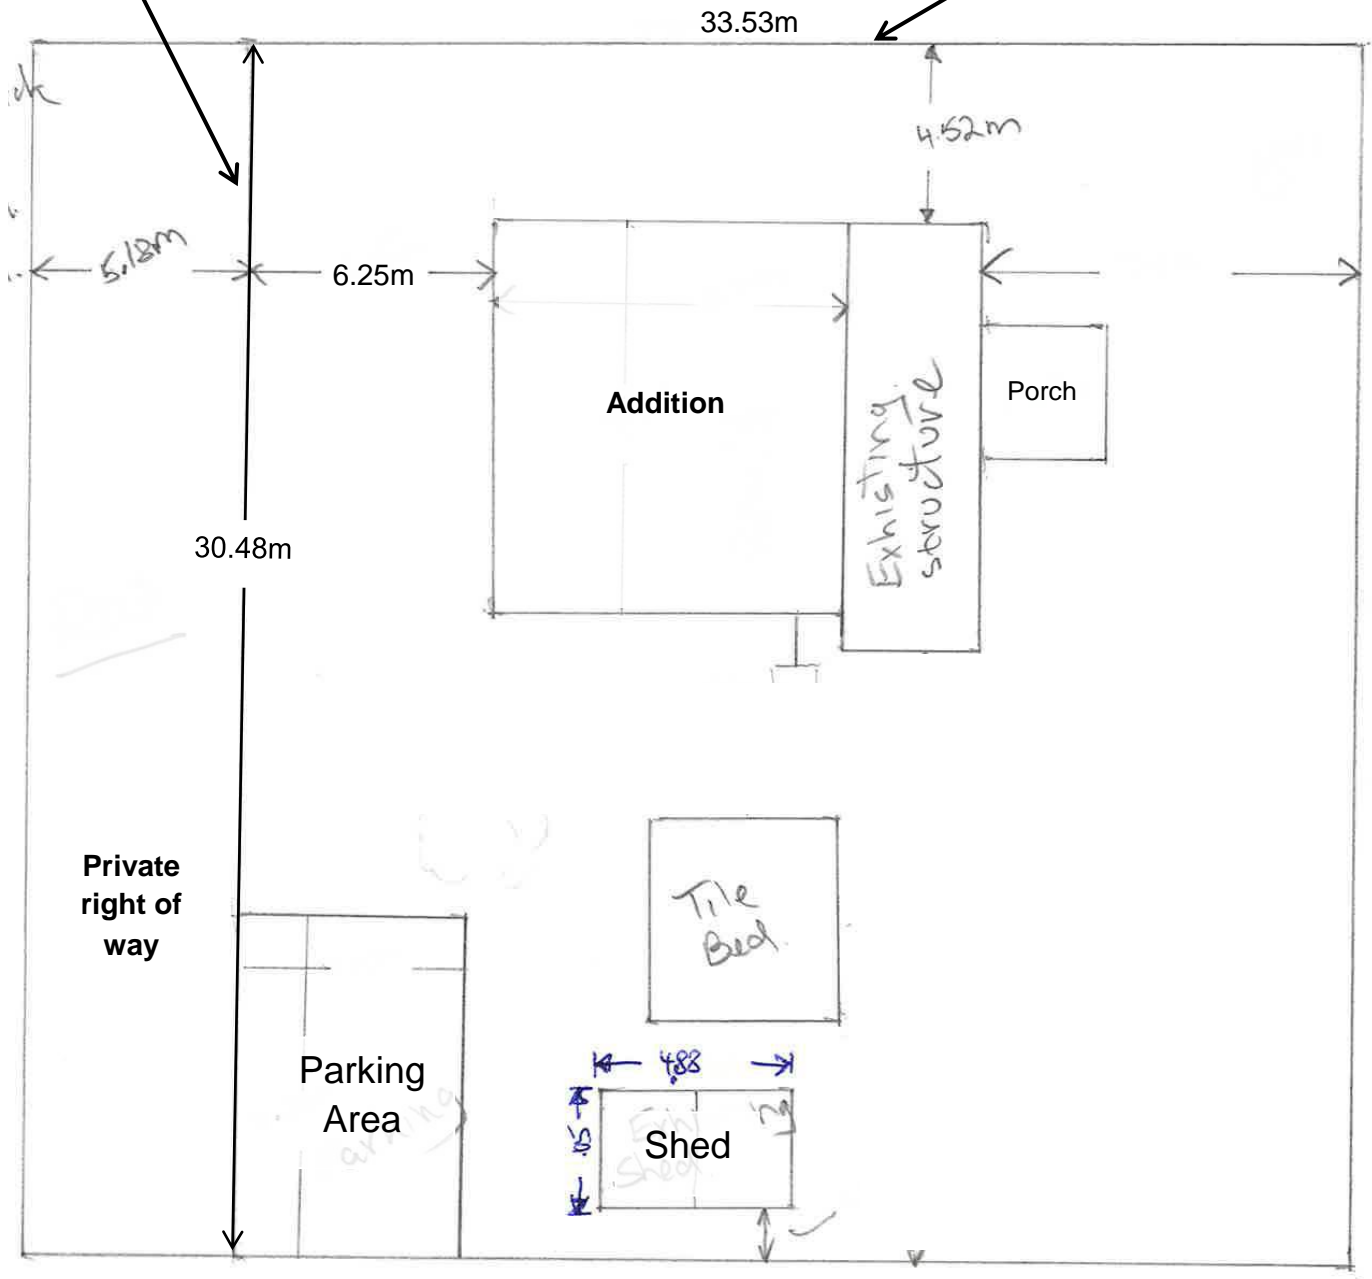 33.53m
4.52m
5.18m
6.25m
Addition
Exhisting
structure
Porch
30.48m
Private
right of
way
Tile
Bed
4.88
Parking
Area
Shed